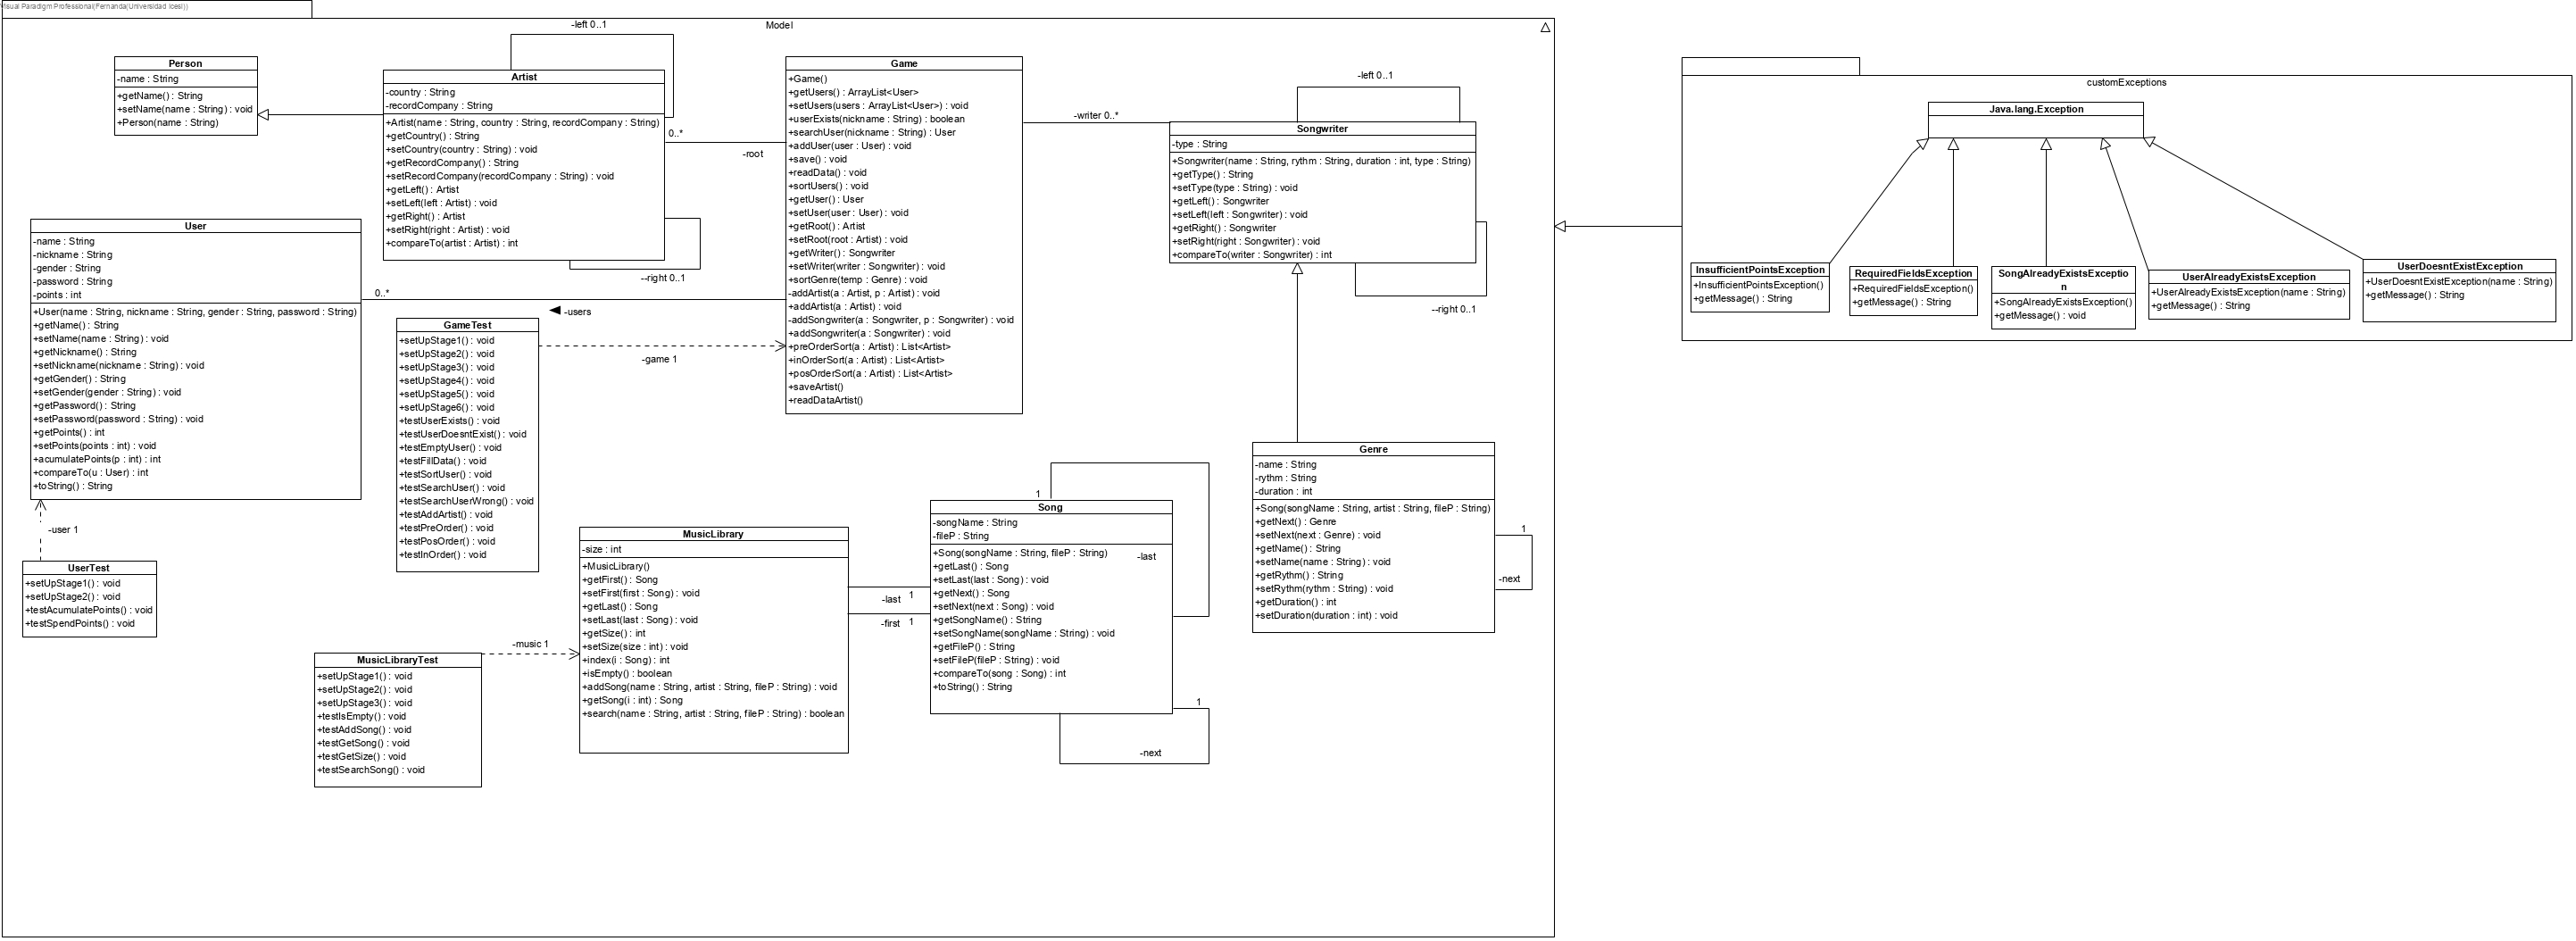 Visual Paradigm Professional(Fernanda(Universidad Icesi))
Model
Person
-name : String
+getName() : String
+setName(name : String) : void
+Person(name : String)
-left 0..1
Artist
-country : String
-recordCompany : String
+Artist(name : String, country : String, recordCompany : String)
+getCountry() : String
+setCountry(country : String) : void
+getRecordCompany() : String
+setRecordCompany(recordCompany : String) : void
+getLeft() : Artist
+setLeft(left : Artist) : void
+getRight() : Artist
+setRight(right : Artist) : void
+compareTo(artist : Artist) : int
--right 0..1
0..*
-root
Game
+Game()
+getUsers() : ArrayList<User>
+setUsers(users : ArrayList<User>) : void
+userExists(nickname : String) : boolean
+searchUser(nickname : String) : User
+addUser(user : User) : void
+save() : void
+readData() : void
+sortUsers() : void
+getUser() : User
+setUser(user : User) : void
+getRoot() : Artist
+setRoot(root : Artist) : void
+getWriter() : Songwriter
+setWriter(writer : Songwriter) : void
+sortGenre(temp : Genre) : void
-addArtist(a : Artist, p : Artist) : void
+addArtist(a : Artist) : void
-addSongwriter(a : Songwriter, p : Songwriter) : void
+addSongwriter(a : Songwriter) : void
+preOrderSort(a : Artist) : List<Artist>
+inOrderSort(a : Artist) : List<Artist>
+posOrderSort(a : Artist) : List<Artist>
+saveArtist()
+readDataArtist()
-writer 0..*
-left 0..1
Songwriter
-type : String
+Songwriter(name : String, rythm : String, duration : int, type : String)
+getType() : String
+setType(type : String) : void
+getLeft() : Songwriter
+setLeft(left : Songwriter) : void
+getRight() : Songwriter
+setRight(right : Songwriter) : void
+compareTo(writer : Songwriter) : int
--right 0..1
User
-name : String
-nickname : String
-gender : String
-password : String
-points : int
+User(name : String, nickname : String, gender : String, password : String)
+getName() : String
+setName(name : String) : void
+getNickname() : String
+setNickname(nickname : String) : void
+getGender() : String
+setGender(gender : String) : void
+getPassword() : String
+setPassword(password : String) : void
+getPoints() : int
+setPoints(points : int) : void
+acumulatePoints(p : int) : int
+compareTo(u : User) : int
+toString() : String
0..*
-users
-user 1
UserTest
+setUpStage1() : void
+setUpStage2() : void
+testAcumulatePoints() : void
+testSpendPoints() : void
GameTest
+setUpStage1() : void
+setUpStage2() : void
+setUpStage3() : void
+setUpStage4() : void
+setUpStage5() : void
+setUpStage6() : void
+testUserExists() : void
+testUserDoesntExist() : void
+testEmptyUser() : void
+testFillData() : void
+testSortUser() : void
+testSearchUser() : void
+testSearchUserWrong() : void
+testAddArtist() : void
+testPreOrder() : void
+testPosOrder() : void
+testInOrder() : void
-game 1
MusicLibraryTest
+setUpStage1() : void
+setUpStage2() : void
+setUpStage3() : void
+testIsEmpty() : void
+testAddSong() : void
+testGetSong() : void
+testGetSize() : void
+testSearchSong() : void
-music 1
MusicLibrary
-size : int
+MusicLibrary()
+getFirst() : Song
+setFirst(first : Song) : void
+getLast() : Song
+setLast(last : Song) : void
+getSize() : int
+setSize(size : int) : void
+index(i : Song) : int
+isEmpty() : boolean
+addSong(name : String, artist : String, fileP : String) : void
+getSong(i : int) : Song
+search(name : String, artist : String, fileP : String) : boolean
-last 1
-first 1
1
Song
-songName : String
-fileP : String
+Song(songName : String, fileP : String)
+getLast() : Song
+setLast(last : Song) : void
+getNext() : Song
+setNext(next : Song) : void
+getSongName() : String
+setSongName(songName : String) : void
+getFileP() : String
+setFileP(fileP : String) : void
+compareTo(song : Song) : int
+toString() : String
-last
1
-next
Genre
-name : String
-rythm : String
-duration : int
+Song(songName : String, artist : String, fileP : String)
+getNext() : Genre
+setNext(next : Genre) : void
+getName() : String
+setName(name : String) : void
+getRythm() : String
+setRythm(rythm : String) : void
+getDuration() : int
+setDuration(duration : int) : void
1
-next
customExceptions
Java.lang.Exception
InsufficientPointsException
+InsufficientPointsException()
+getMessage() : String
RequiredFieldsException
+RequiredFieldsException()
+getMessage() : String
SongAlreadyExistsExceptio
n
+SongAlreadyExistsException()
+getMessage() : void
UserAlreadyExistsException
+UserAlreadyExistsException(name : String)
+getMessage() : String
UserDoesntExistException
+UserDoesntExistException(name : String)
+getMessage() : String